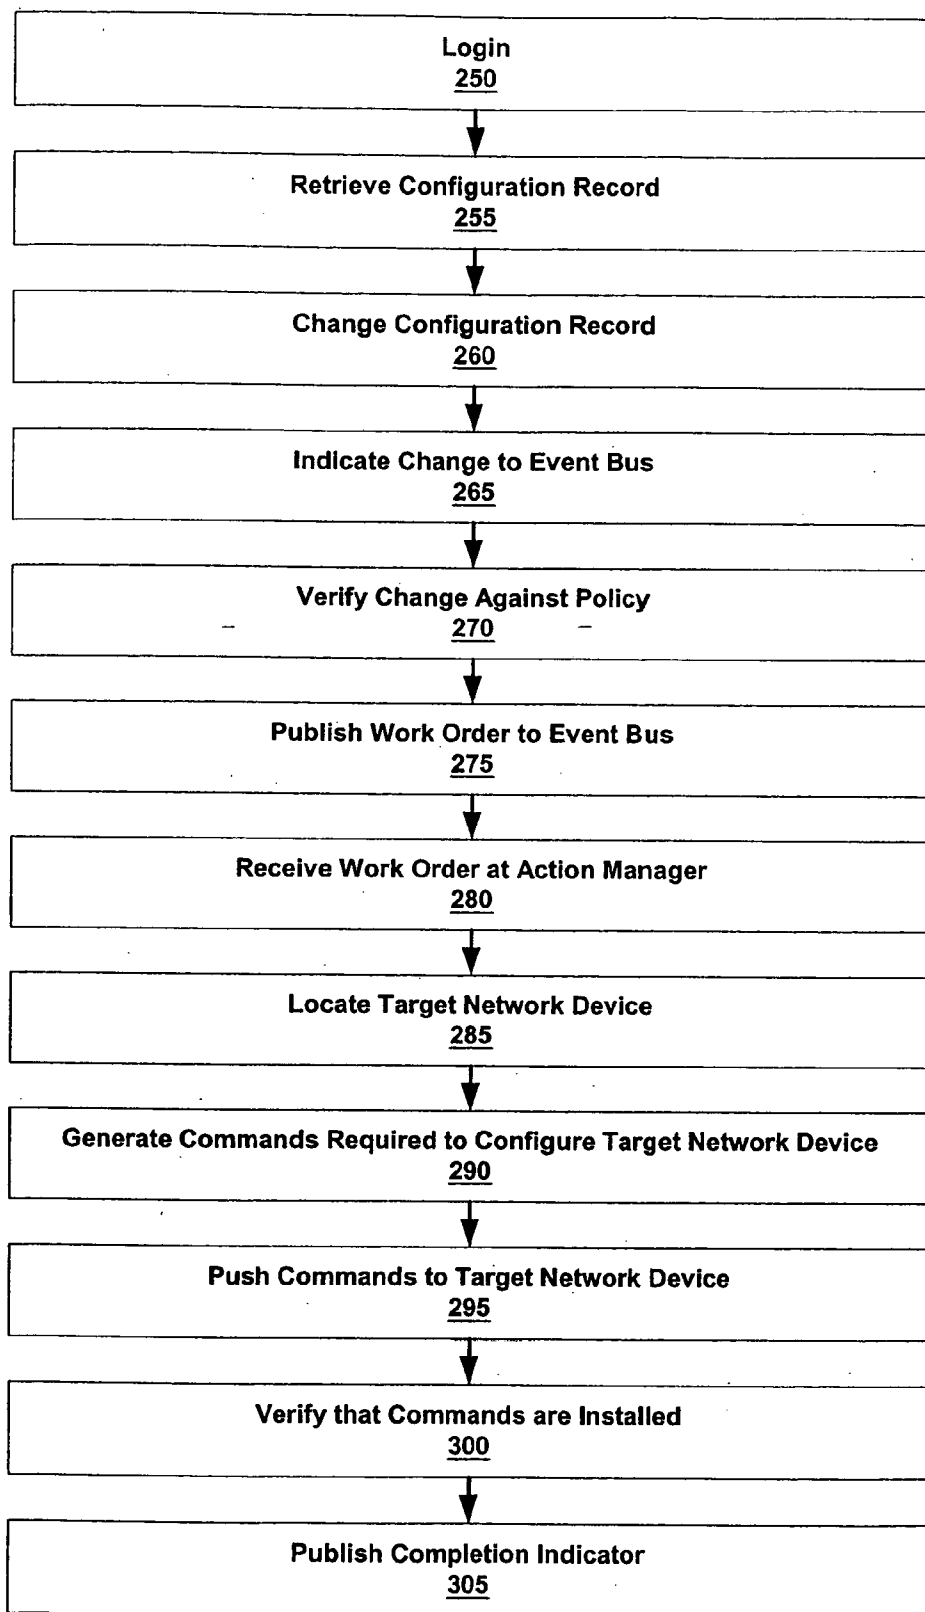 Login
250
Retrieve Configuration Record
255
Change Configuration Record
260
Indicate Change to Event Bus
265
Verify Change Against Policy
270
Publish Work Order to Event Bus
275
Receive Work Order at Action Manager
280
Locate Target Network Device
285
Generate Commands Required to Configure Target Network Device
290
Push Commands to Target Network Device
295
Verify that Commands are Installed
300
Publish Completion Indicator
305